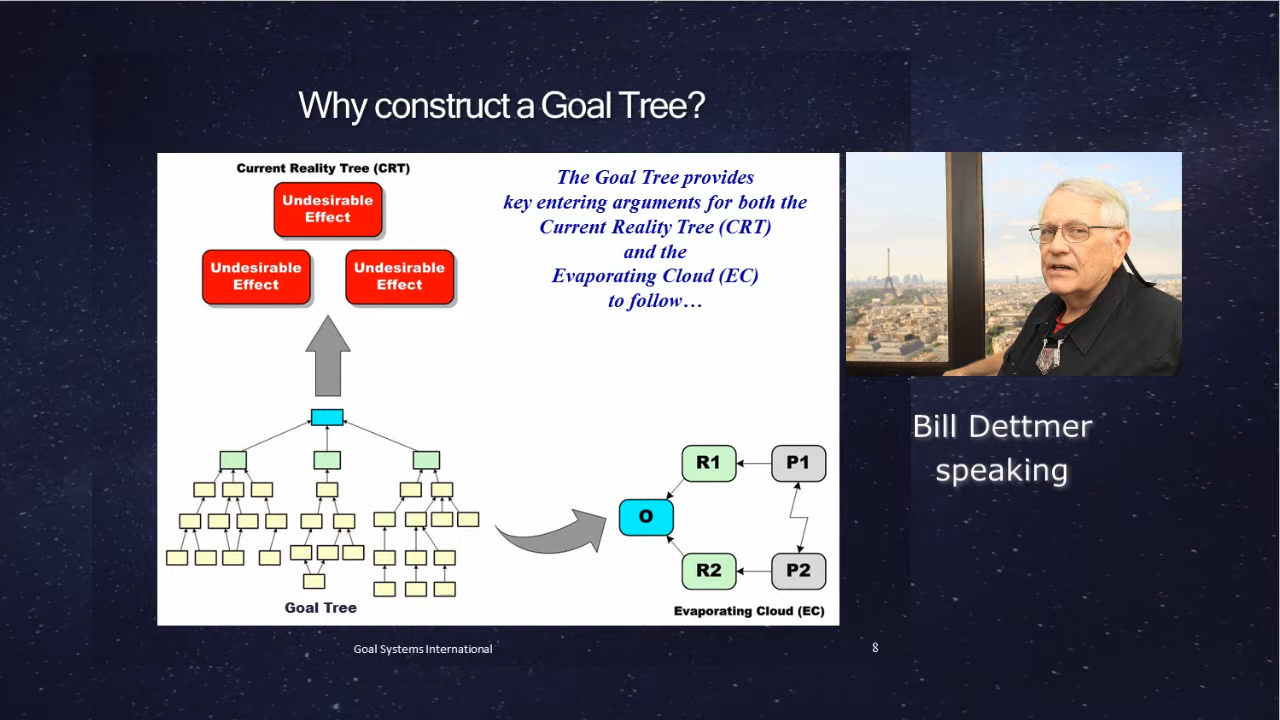 Why construct a Goal Tree?
Current Reality Tree (CRT)
Undesirable
Effect
Undesirable
Effect
Undesirable
Effect
The Goal Tree provides
key entering arguments for both the
Current Reality Tree (CRT)
and the
Evaporating Cloud (EC)
to follow…
Bill Dettmer
speaking
R1
P1
O
R2
P2
Goal Tree
Evaporating Cloud (EC)
Goal Systems International
8